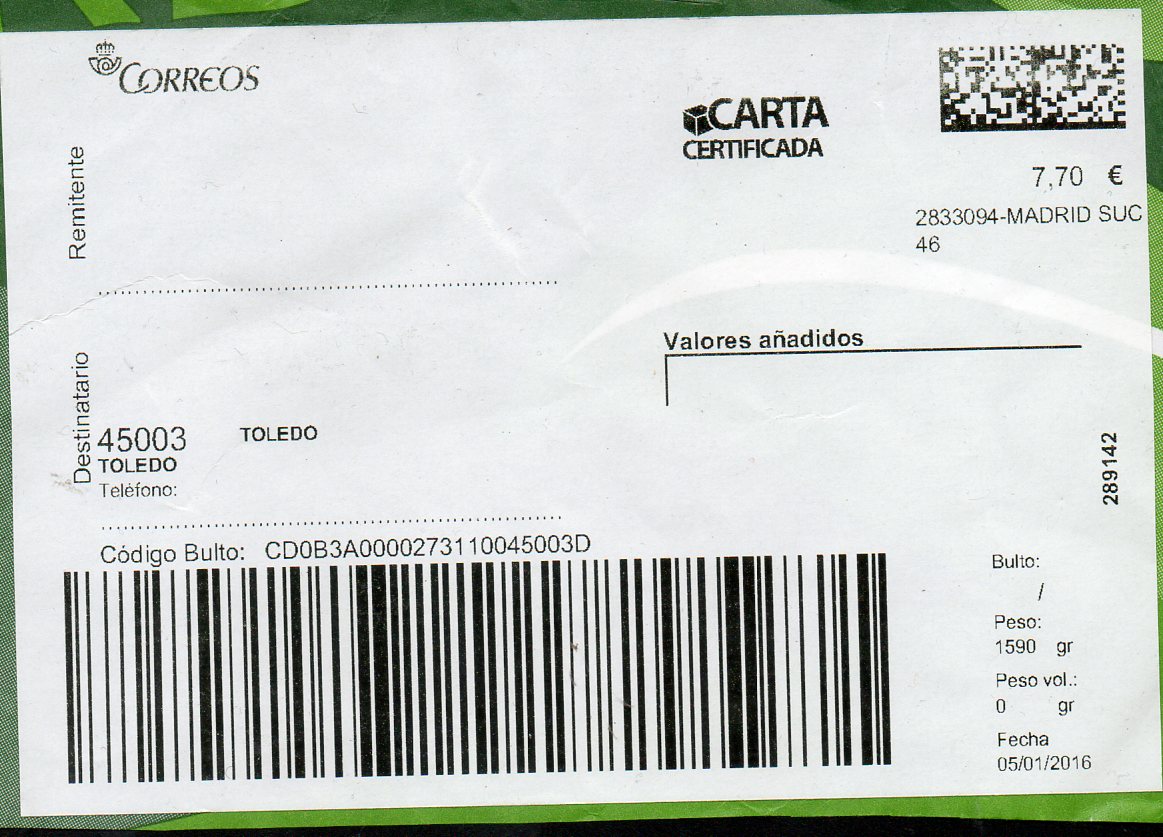 CORREOS
Remitente
CARTA
CERTIFICADA
7,70 €
2833094-MADRID SUC
46
Valores añadidos
Destinatario
45003 TOLEDO
TOLEDO
Teléfono:
289142
Código Bulto: CD0B3A0000273110045003D
Bulto:
/
Peso:
1590 gr
Peso vol.:
0 gr
Fecha
05/01/2016